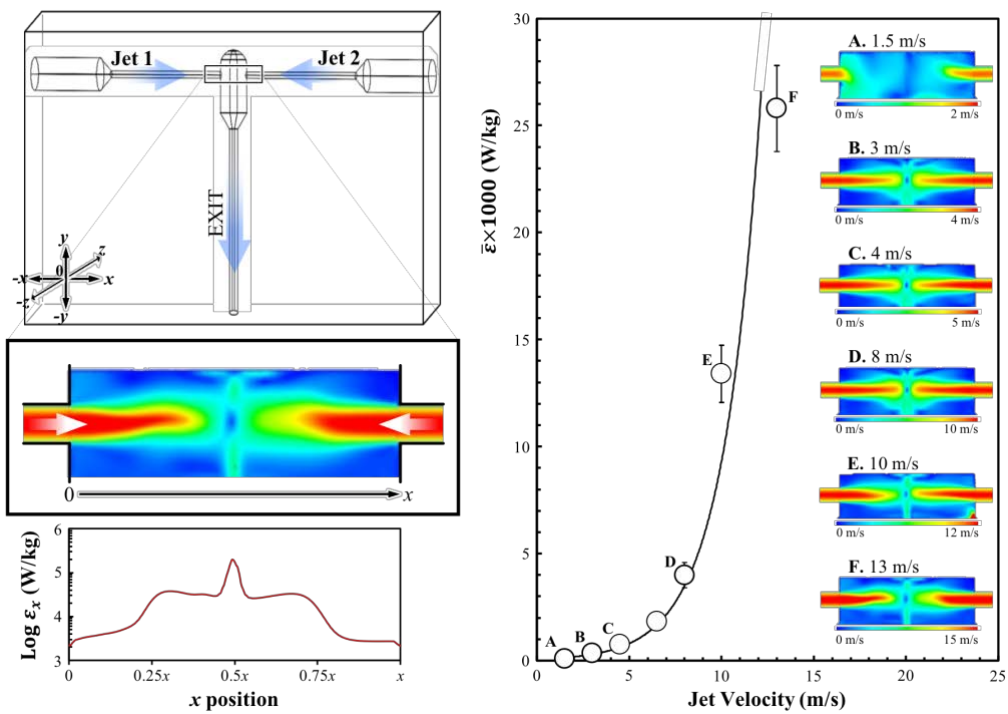 Jet 1
Jet 2
EXIT
y
z
-x
0
x
-z
-y
0
x
Log εₓ (W/kg)
6
5
4
3
0
0.25x
0.5x
0.75x
x
x position
ε̄×1000 (W/kg)
30
25
20
15
10
5
0
0
5
10
15
20
25
Jet Velocity (m/s)
A
B
C
D
E
F
A. 1.5 m/s
0 m/s
2 m/s
B. 3 m/s
0 m/s
4 m/s
C. 4 m/s
0 m/s
5 m/s
D. 8 m/s
0 m/s
10 m/s
E. 10 m/s
0 m/s
12 m/s
F. 13 m/s
0 m/s
15 m/s